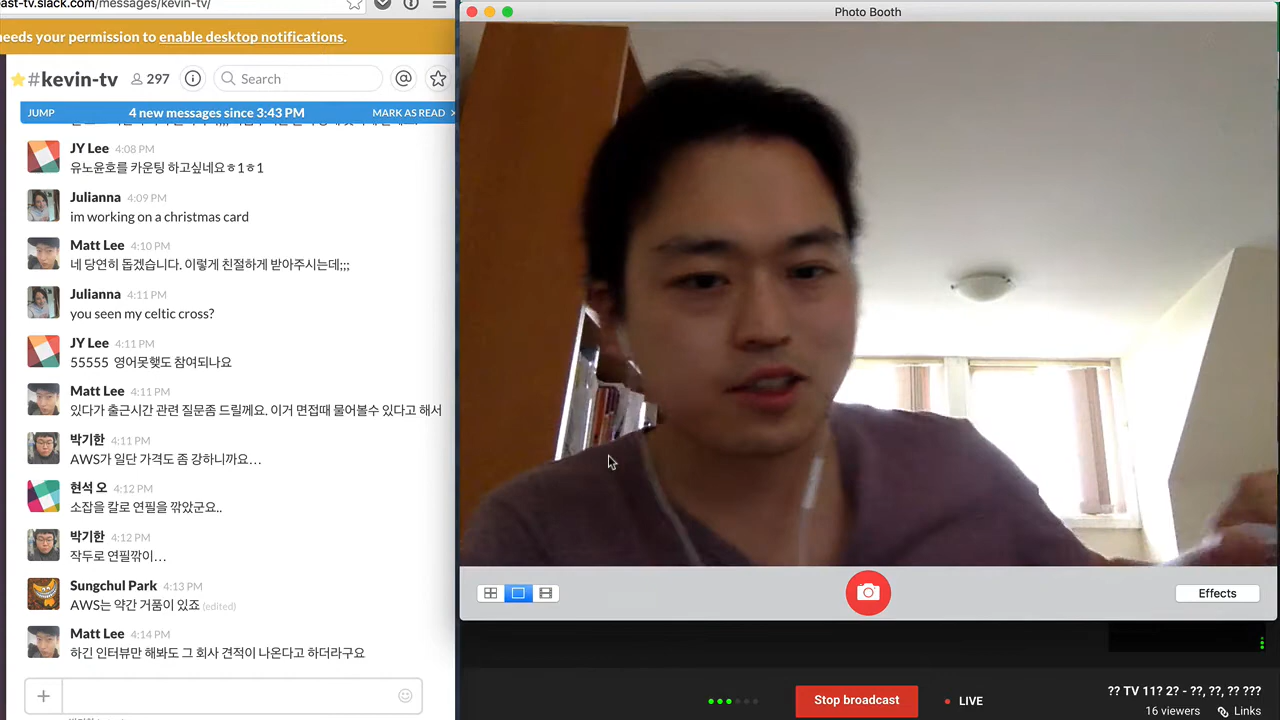 ast-tv.slack.com/messages/kevin-tv/
eeds your permission to enable desktop notifications.
#kevin-tv
297
Search
JUMP
4 new messages since 3:43 PM
MARK AS READ
JY Lee 4:08 PM
유노윤호를 카운팅 하고싶네요ㅎ1ㅎ1
Julianna 4:09 PM
im working on a christmas card
Matt Lee 4:10 PM
네 당연히 돕겠습니다. 이렇게 친절하게 받아주시는데;;;
Julianna 4:11 PM
you seen my celtic cross?
JY Lee 4:11 PM
55555 영어못햊도 참여되나요
Matt Lee 4:11 PM
있다가 출근시간 관련 질문좀 드릴께요. 이거 면접때 물어볼수 있다고 해서
박기한 4:11 PM
AWS가 일단 가격도 좀 강하니까요…
현석 오 4:12 PM
소잡을 칼로 연필을 깎았군요..
박기한 4:12 PM
작두로 연필깎이…
Sungchul Park 4:13 PM
AWS는 약간 거품이 있죠 (edited)
Matt Lee 4:14 PM
하긴 인터뷰만 해봐도 그 회사 견적이 나온다고 하더라구요
Photo Booth
Effects
Stop broadcast
LIVE
?? TV 11? 2? - ??, ??, ?? ???
16 viewers
Links